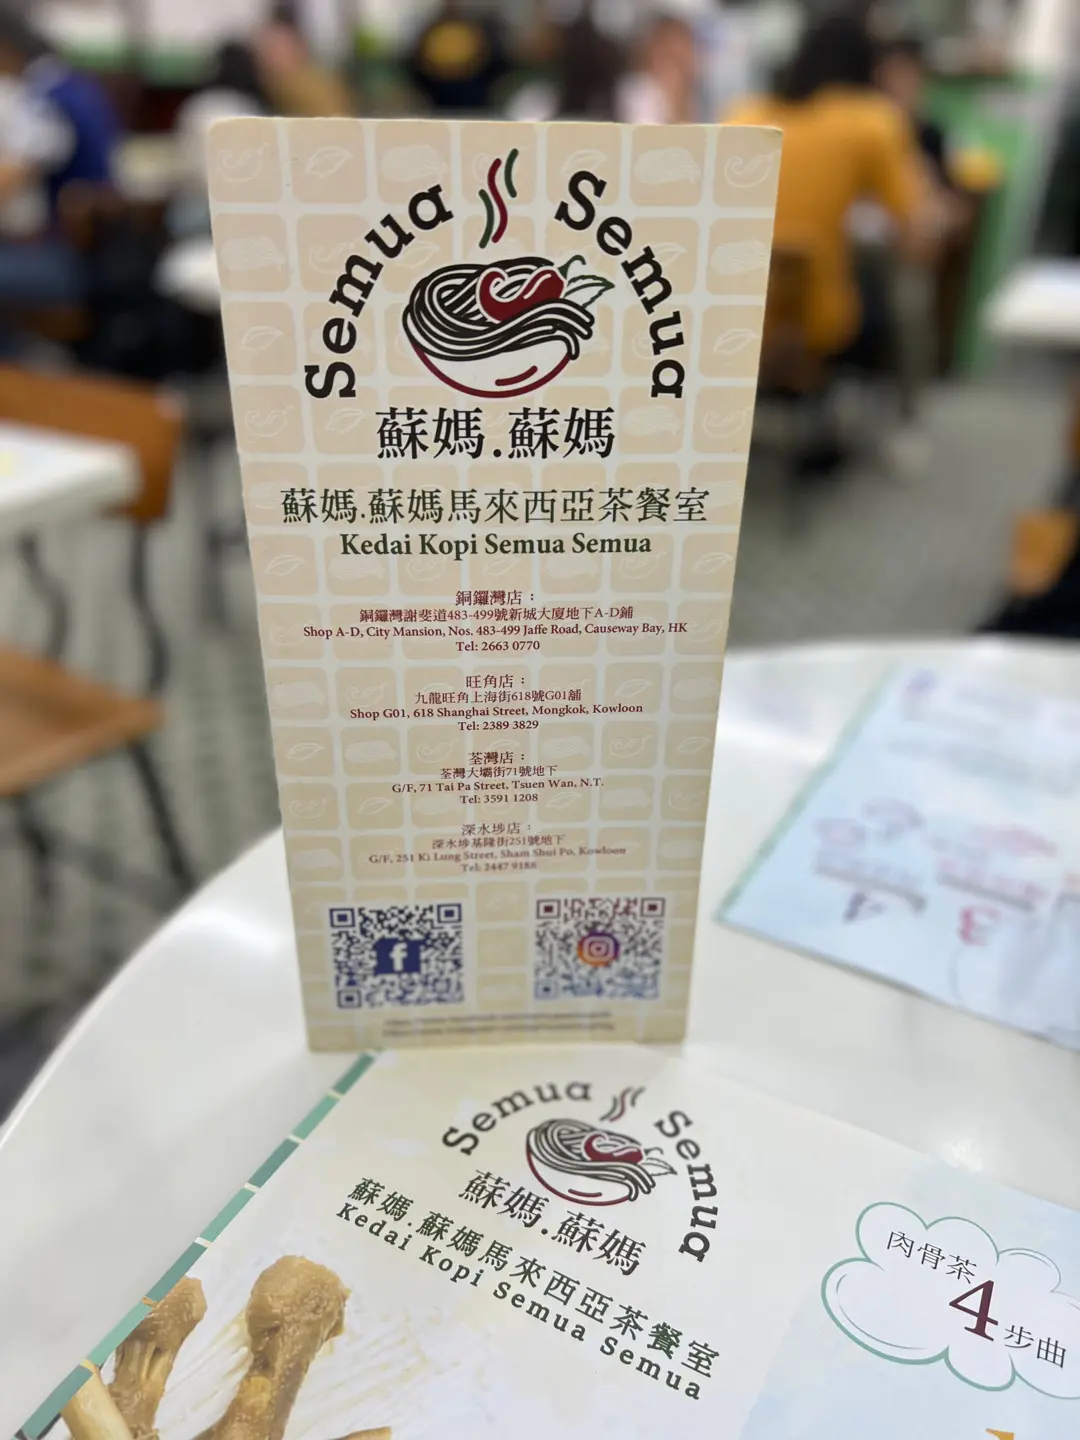 Semua Semua
蘇媽.蘇媽
蘇媽.蘇媽馬來西亞茶餐室
Kedai Kopi Semua Semua
銅鑼灣店：
銅鑼灣謝斐道483-499號新城大廈地下A-D鋪
Shop A-D, City Mansion, Nos. 483-499 Jaffe Road, Causeway Bay, HK
Tel: 2663 0770
旺角店：
九龍旺角上海街618號G01舖
Shop G01, 618 Shanghai Street, Mongkok, Kowloon
Tel: 2389 3829
荃灣店：
荃灣大壩街71號地下
G/F, 71 Tai Pa Street, Tsuen Wan, N.T.
Tel: 3591 1208
深水埗店：
深水埗基隆街251號地下
G/F, 251 Ki Lung Street, Sham Shui Po, Kowloon
Tel: 2447 9188
Semua Semua
蘇媽.蘇媽
蘇媽.蘇媽馬來西亞茶餐室
Kedai Kopi Semua Semua
肉骨茶
4步曲